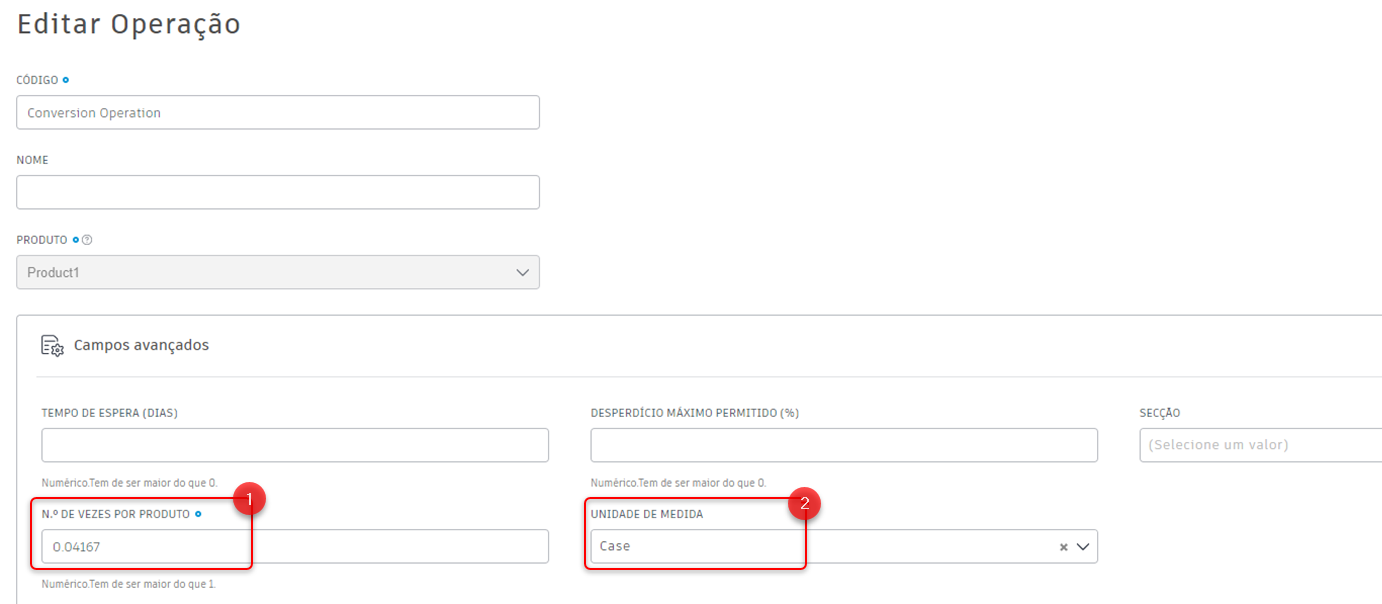 Editar Operação
CÓDIGO
Conversion Operation
NOME
PRODUTO
Product1
Campos avançados
TEMPO DE ESPERA (DIAS)
DESPERDÍCIO MÁXIMO PERMITIDO (%)
SECÇÃO
(Selecione um valor)
Numérico.Tem de ser maior do que 0.
Numérico.Tem de ser maior do que 0.
1
2
N.º DE VEZES POR PRODUTO
UNIDADE DE MEDIDA
0.04167
Case
Numérico.Tem de ser maior do que 1.